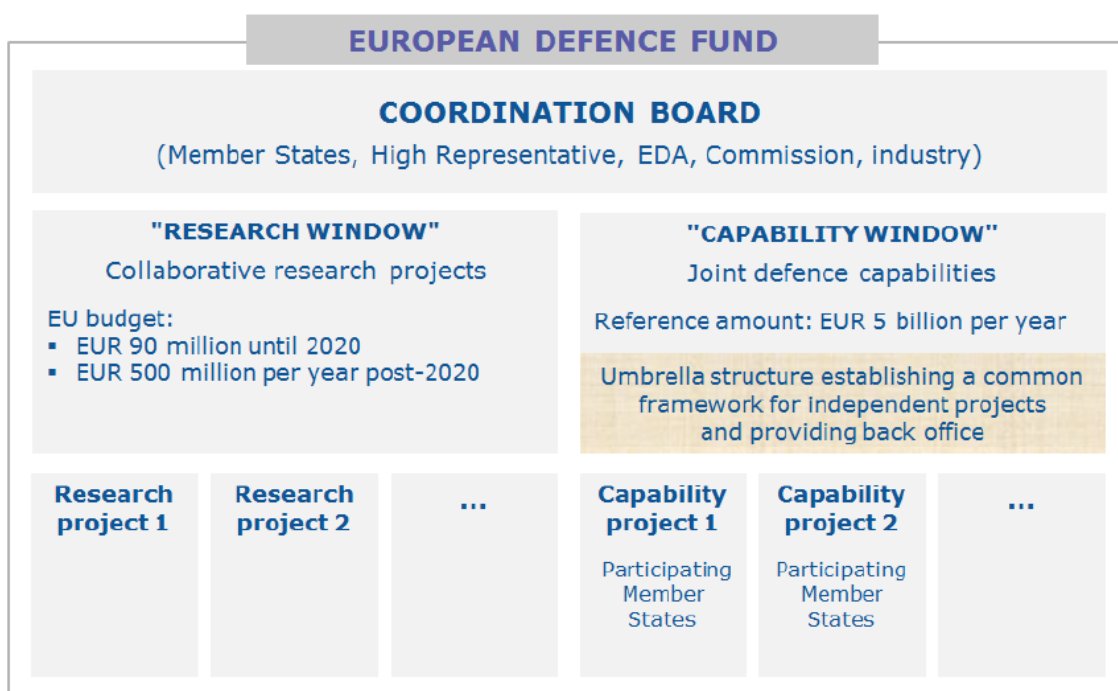 EUROPEAN DEFENCE FUND
COORDINATION BOARD
(Member States, High Representative, EDA, Commission, industry)
"RESEARCH WINDOW"
Collaborative research projects
EU budget:
▪ EUR 90 million until 2020
▪ EUR 500 million per year post-2020
"CAPABILITY WINDOW"
Joint defence capabilities
Reference amount: EUR 5 billion per year
Umbrella structure establishing a common
framework for independent projects
and providing back office
Research
project 1
Research
project 2
...
Capability
project 1
Participating
Member
States
Capability
project 2
Participating
Member
States
...